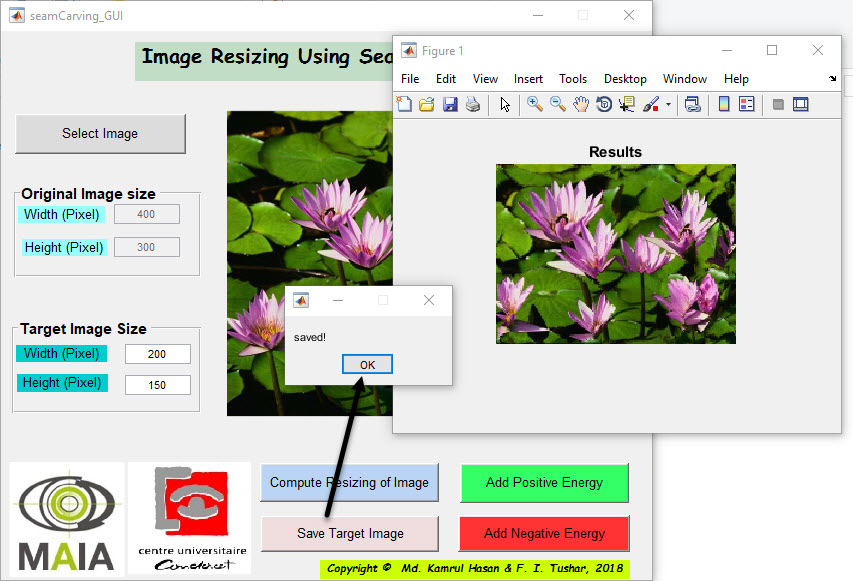 seamCarving_GUI
Image Resizing Using Sea
Select Image
Original Image size
Width (Pixel) 400
Height (Pixel) 300
Target Image Size
Width (Pixel) 200
Height (Pixel) 150
Figure 1
File Edit View Insert Tools Desktop Window Help
Results
saved!
OK
MAIA
centre universitaire
Condorcet
Compute Resizing of Image
Add Positive Energy
Save Target Image
Add Negative Energy
Copyright © Md. Kamrul Hasan & F. I. Tushar, 2018